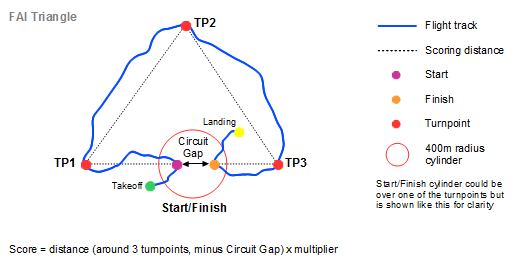 FAI Triangle
TP2
Flight track
Scoring distance
Start
Finish
Turnpoint
400m radius
cylinder
Start/Finish cylinder could be
over one of the turnpoints but
is shown like this for clarity
Landing
Circuit
Gap
TP1
TP3
Takeoff
Start/Finish
Score = distance (around 3 turnpoints, minus Circuit Gap) x multiplier